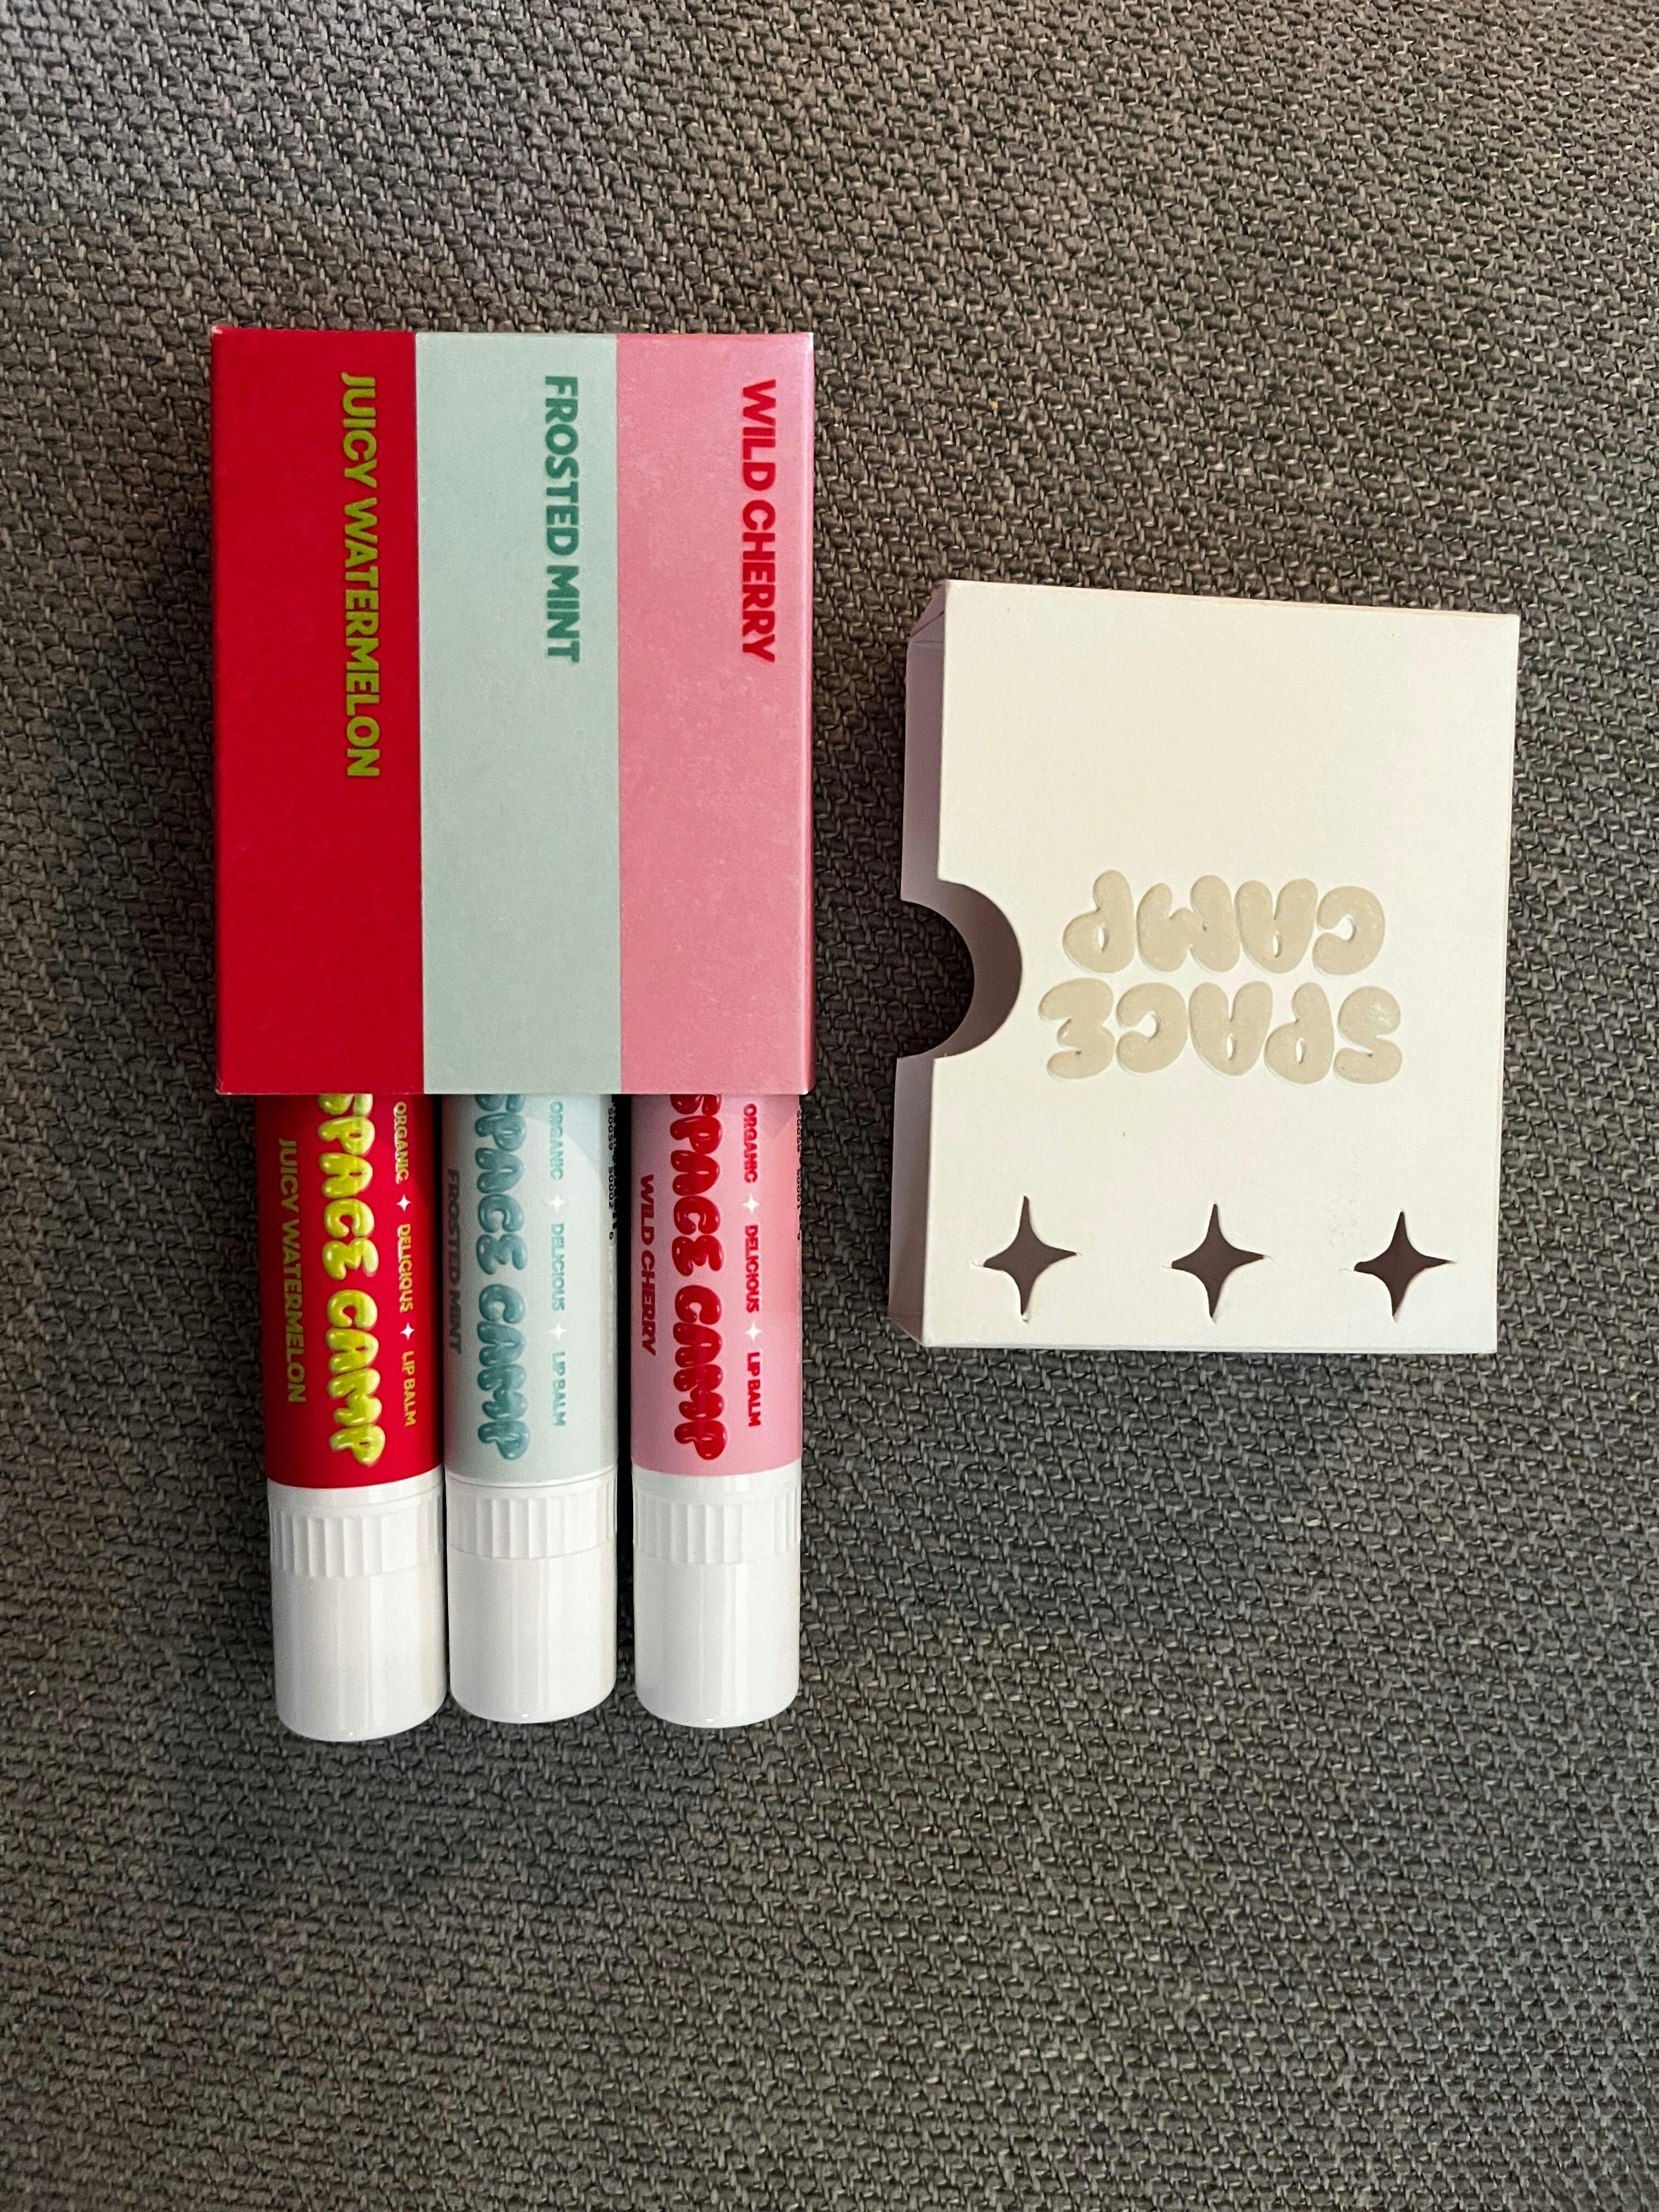 JUICY WATERMELON
FROSTED MINT
WILD CHERRY
ORGANIC DELICIOUS LIP BALM
SPACE CAMP
JUICY WATERMELON
ORGANIC DELICIOUS LIP BALM
SPACE CAMP
FROSTED MINT
ORGANIC DELICIOUS LIP BALM
SPACE CAMP
WILD CHERRY
SPACE
CAMP